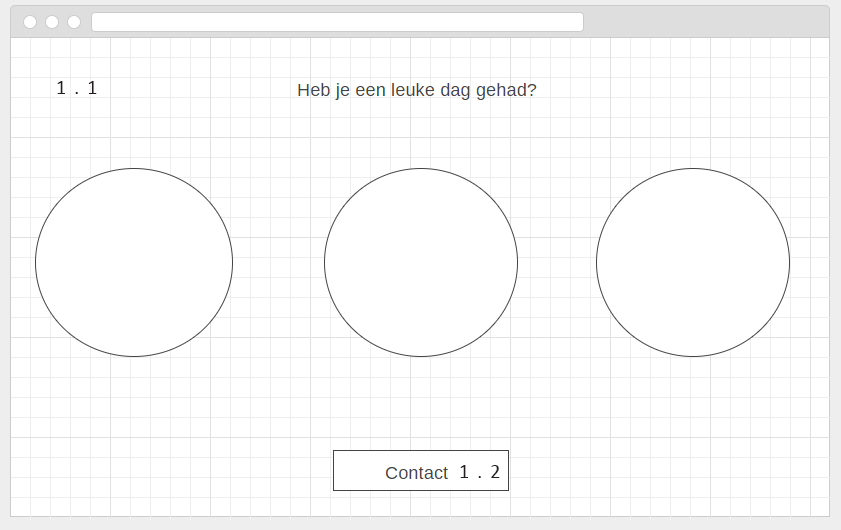 1 . 1
Heb je een leuke dag gehad?
Contact 1 . 2